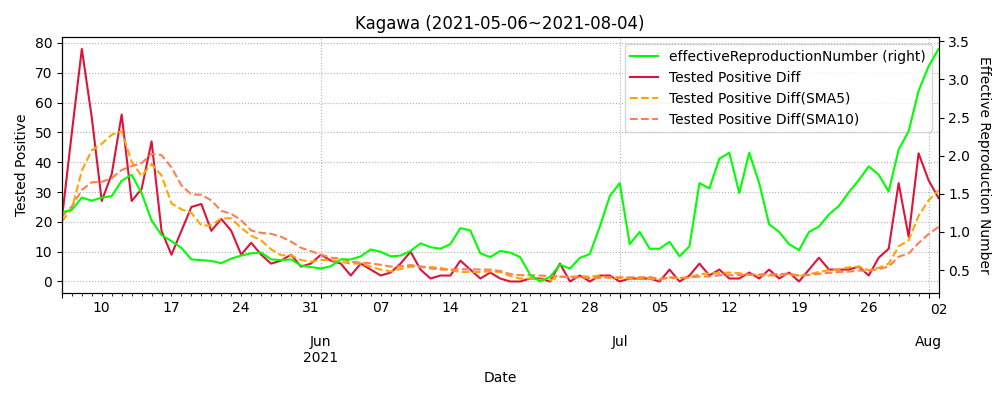 Kagawa (2021-05-06~2021-08-04)
effectiveReproductionNumber (right)
Tested Positive Diff
Tested Positive Diff(SMA5)
Tested Positive Diff(SMA10)
Tested Positive
80
70
60
50
40
30
20
10
0
Effective Reproduction Number
3.5
3.0
2.5
2.0
1.5
1.0
0.5
10 17 24 31 07 14 21 28 05 12 19 26 02
Jun Jul Aug
2021
Date